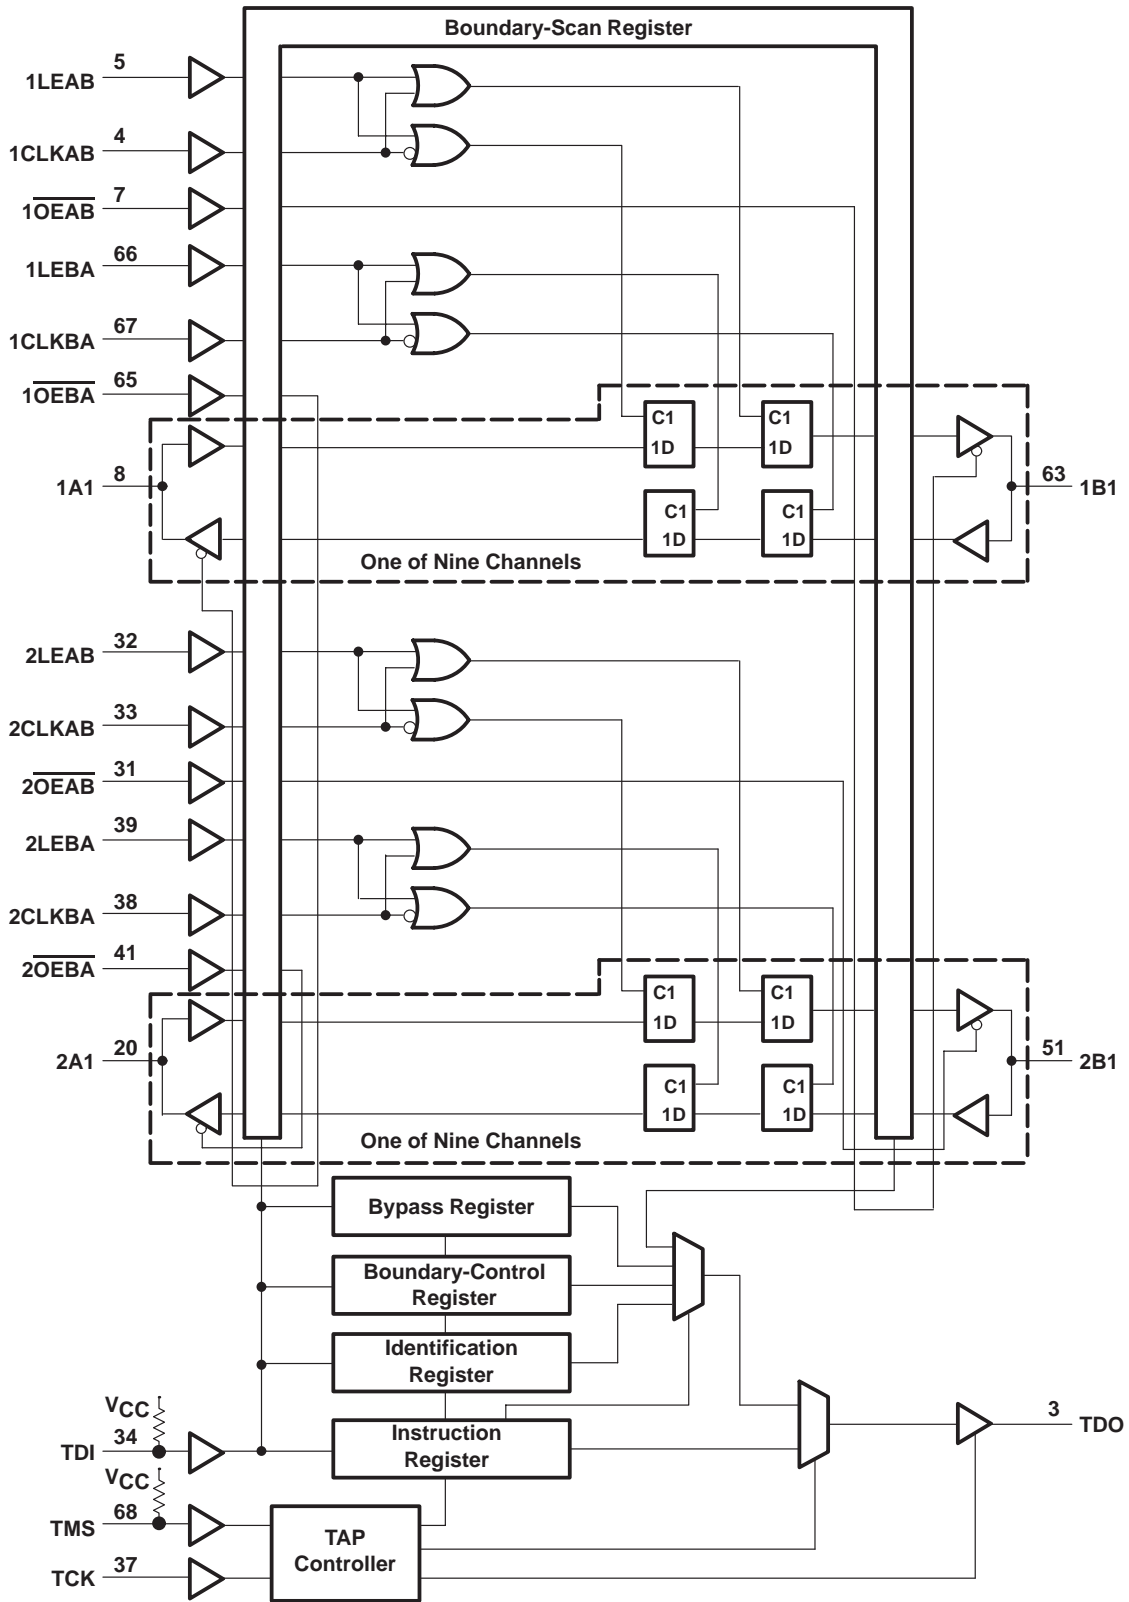 Boundary-Scan Register
1LEAB 5
1CLKAB 4
1O̅E̅A̅B̅ 7
1LEBA 66
1CLKBA 67
1O̅E̅B̅A̅ 65
C1
1D
C1
1D
1A1 8
63 1B1
C1
1D
C1
1D
One of Nine Channels
2LEAB 32
2CLKAB 33
2O̅E̅A̅B̅ 31
2LEBA 39
2CLKBA 38
2O̅E̅B̅A̅ 41
C1
1D
C1
1D
2A1 20
51 2B1
C1
1D
C1
1D
One of Nine Channels
Bypass Register
Boundary-Control
Register
Identification
Register
VCC
TDI 34
Instruction
Register
3 TDO
VCC
TMS 68
TAP
Controller
TCK 37